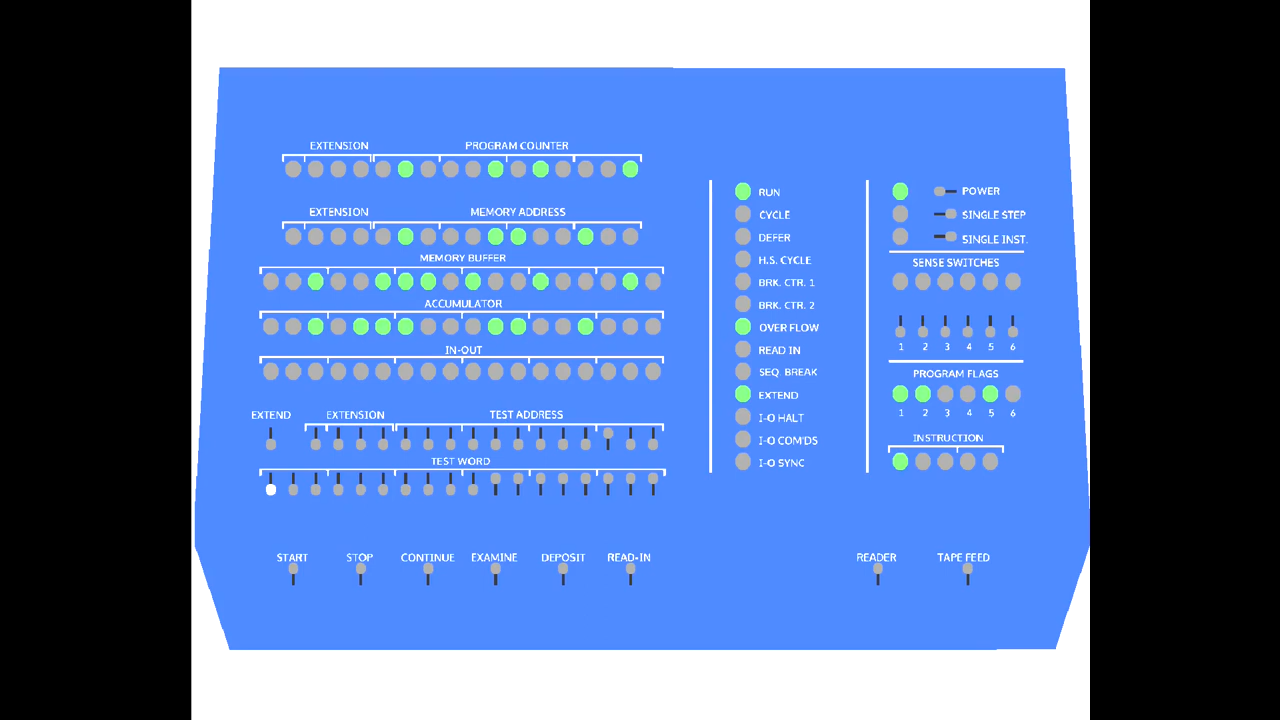 EXTENSION PROGRAM COUNTER
EXTENSION MEMORY ADDRESS
MEMORY BUFFER
ACCUMULATOR
IN-OUT
EXTEND EXTENSION TEST ADDRESS
TEST WORD
START STOP CONTINUE EXAMINE DEPOSIT READ-IN
RUN
CYCLE
DEFER
H.S. CYCLE
BRK. CTR. 1
BRK. CTR. 2
OVER FLOW
READ IN
SEQ. BREAK
EXTEND
I-O HALT
I-O COM'DS
I-O SYNC
POWER
SINGLE STEP
SINGLE INST.
SENSE SWITCHES
1 2 3 4 5 6
PROGRAM FLAGS
1 2 3 4 5 6
INSTRUCTION
READER TAPE FEED